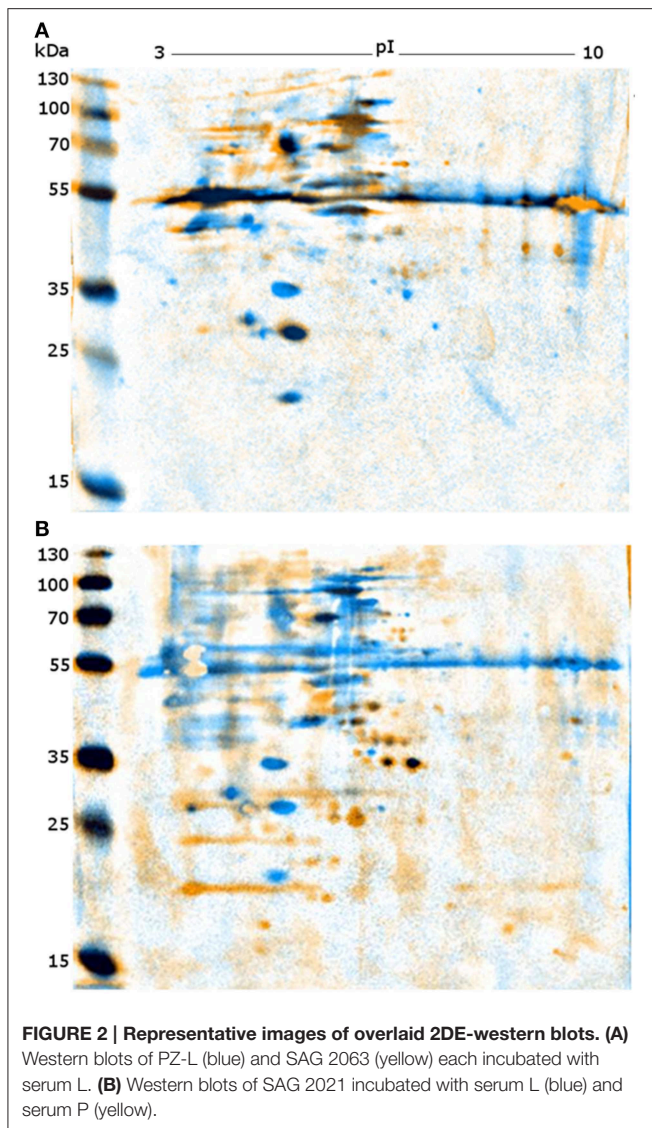 A
kDa
3 pI 10
130
100
70
55
35
25
15
B
130
100
70
55
35
25
15
FIGURE 2 | Representative images of overlaid 2DE-western blots. (A)
Western blots of PZ-L (blue) and SAG 2063 (yellow) each incubated with
serum L. (B) Western blots of SAG 2021 incubated with serum L (blue) and
serum P (yellow).